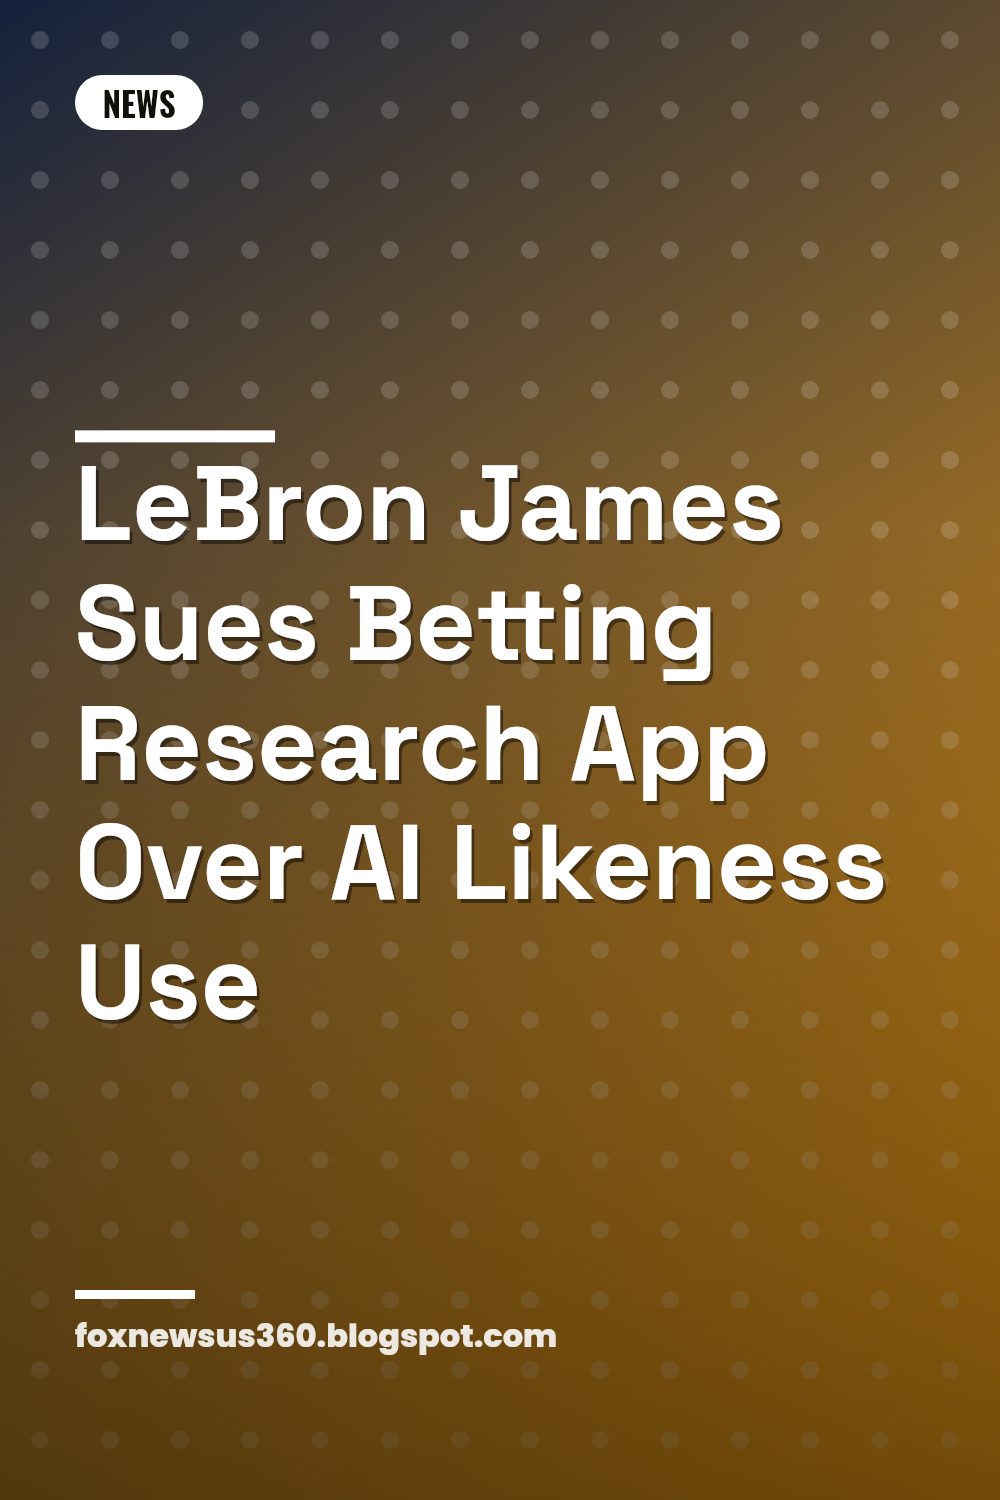 NEWS
LeBron James
Sues Betting
Research App
Over AI Likeness
Use
foxnewsus360.blogspot.com